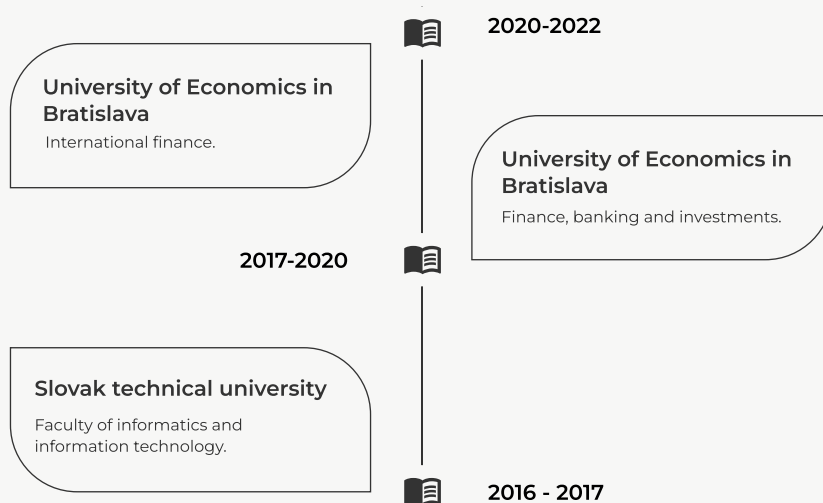 2020-2022
University of Economics in
Bratislava
International finance.
University of Economics in
Bratislava
Finance, banking and investments.
2017-2020
Slovak technical university
Faculty of informatics and
information technology.
2016 - 2017